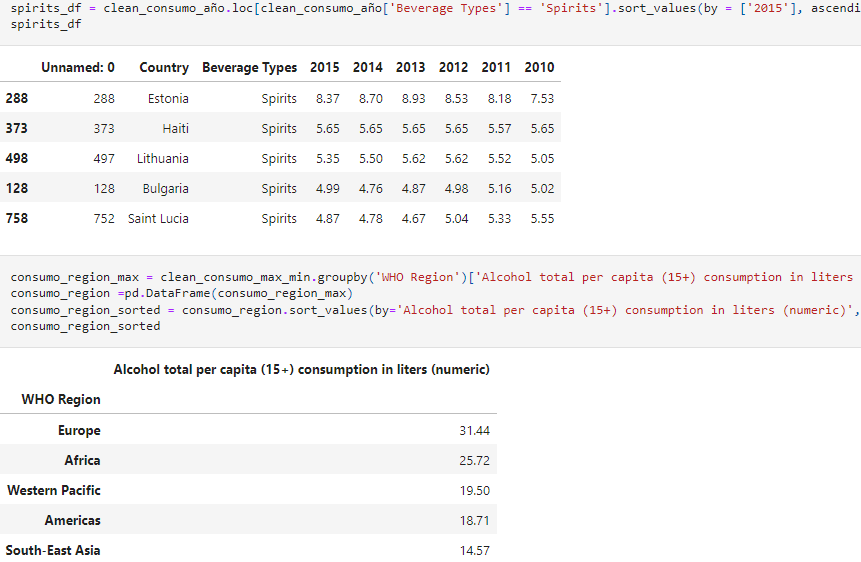 spirits_df = clean_consumo_año.loc[clean_consumo_año['Beverage Types'] == 'Spirits'].sort_values(by = ['2015'], ascendi
spirits_df
Unnamed: 0 Country Beverage Types 2015 2014 2013 2012 2011 2010
288 288 Estonia Spirits 8.37 8.70 8.93 8.53 8.18 7.53
373 373 Haiti Spirits 5.65 5.65 5.65 5.65 5.57 5.65
498 497 Lithuania Spirits 5.35 5.50 5.62 5.62 5.52 5.05
128 128 Bulgaria Spirits 4.99 4.76 4.87 4.98 5.16 5.02
758 752 Saint Lucia Spirits 4.87 4.78 4.67 5.04 5.33 5.55
consumo_region_max = clean_consumo_max_min.groupby('WHO Region')['Alcohol total per capita (15+) consumption in liters
consumo_region =pd.DataFrame(consumo_region_max)
consumo_region_sorted = consumo_region.sort_values(by='Alcohol total per capita (15+) consumption in liters (numeric)',
consumo_region_sorted
Alcohol total per capita (15+) consumption in liters (numeric)
WHO Region
Europe 31.44
Africa 25.72
Western Pacific 19.50
Americas 18.71
South-East Asia 14.57